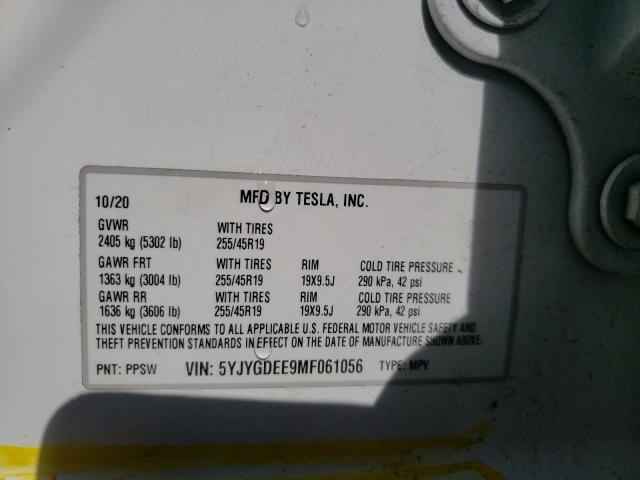 10/20 MFD BY TESLA, INC.
GVWR WITH TIRES
2405 kg (5302 lb) 255/45R19
GAWR FRT WITH TIRES RIM COLD TIRE PRESSURE
1363 kg (3004 lb) 255/45R19 19X9.5J 290 kPa, 42 psi
GAWR RR WITH TIRES RIM COLD TIRE PRESSURE
1636 kg (3606 lb) 255/45R19 19X9.5J 290 kPa, 42 psi
THIS VEHICLE CONFORMS TO ALL APPLICABLE U.S. FEDERAL MOTOR VEHICLE SAFETY AND
THEFT PREVENTION STANDARDS IN EFFECT ON THE DATE OF MANUFACTURE SHOWN ABOVE.
PNT: PPSW VIN: 5YJYGDEE9MF061056 TYPE: MPV